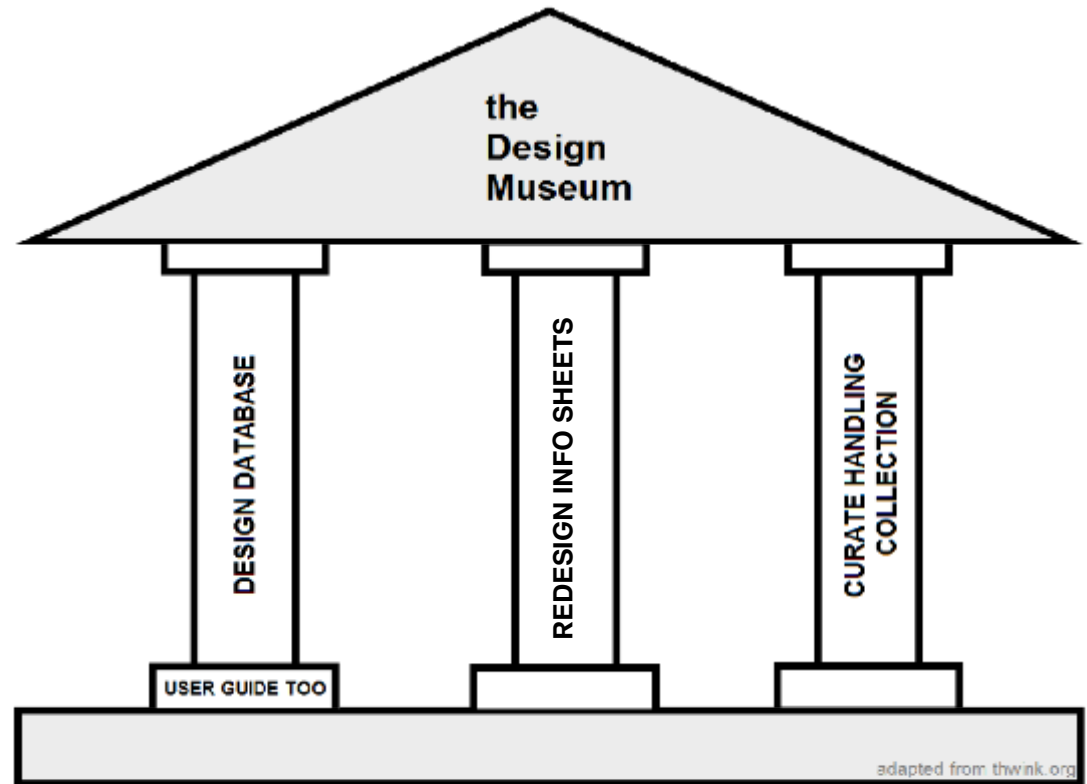 the
Design
Museum
DESIGN DATABASE
REDESIGN INFO SHEETS
CURATE HANDLING
COLLECTION
USER GUIDE TOO
adapted from thwink.org